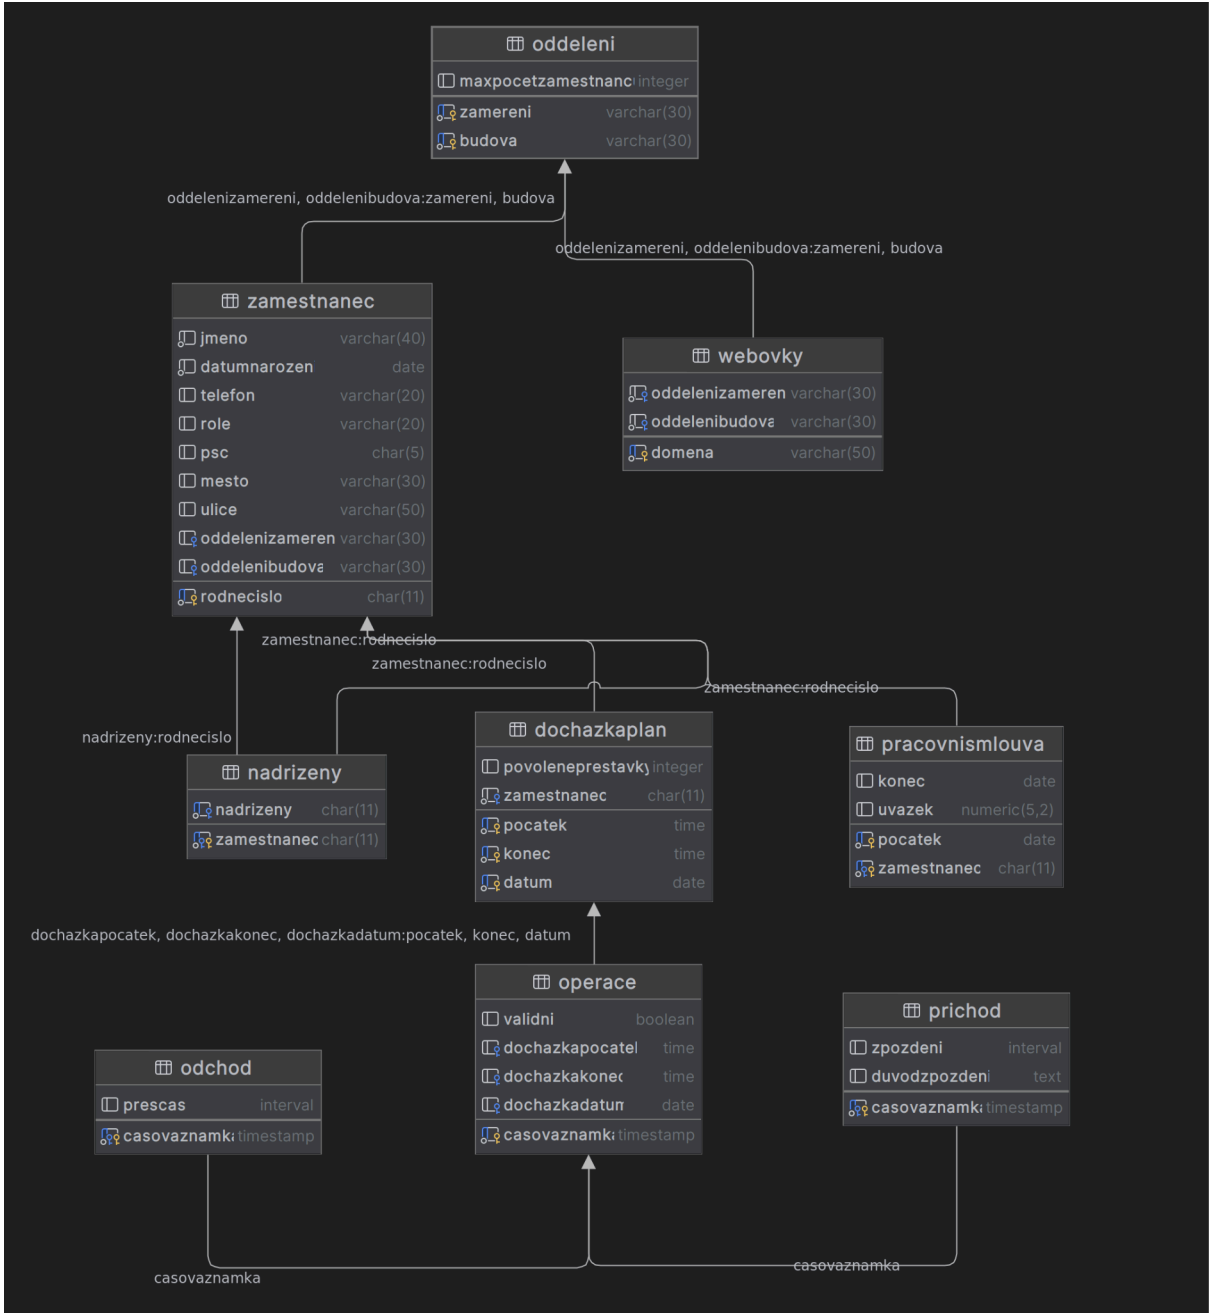 oddeleni
maxpocetzamestnanc integer
zamereni varchar(30)
budova varchar(30)
oddelenizamereni, oddelenibudova:zamereni, budova
oddelenizamereni, oddelenibudova:zamereni, budova
zamestnanec
jmeno varchar(40)
datumnarozen date
telefon varchar(20)
role varchar(20)
psc char(5)
mesto varchar(30)
ulice varchar(50)
oddelenizameren varchar(30)
oddelenibudova varchar(30)
rodnecislo char(11)
webovky
oddelenizameren varchar(30)
oddelenibudova varchar(30)
domena varchar(50)
zamestnanec:rodnecislo
zamestnanec:rodnecislo
zamestnanec:rodnecislo
nadrizeny:rodnecislo
nadrizeny
nadrizeny char(11)
zamestnanec char(11)
dochazkaplan
povoleneprestavky integer
zamestnanec char(11)
pocatek time
konec time
datum date
pracovnismlouva
konec date
uvazek numeric(5,2)
pocatek date
zamestnanec char(11)
dochazkapocatek, dochazkakonec, dochazkadatum:pocatek, konec, datum
operace
validni boolean
dochazkapocatel time
dochazkakonec time
dochazkadatum date
casovaznamka timestamp
prichod
zpozdeni interval
duvodzpozdeni text
casovaznamka timestamp
odchod
prescas interval
casovaznamka timestamp
casovaznamka
casovaznamka